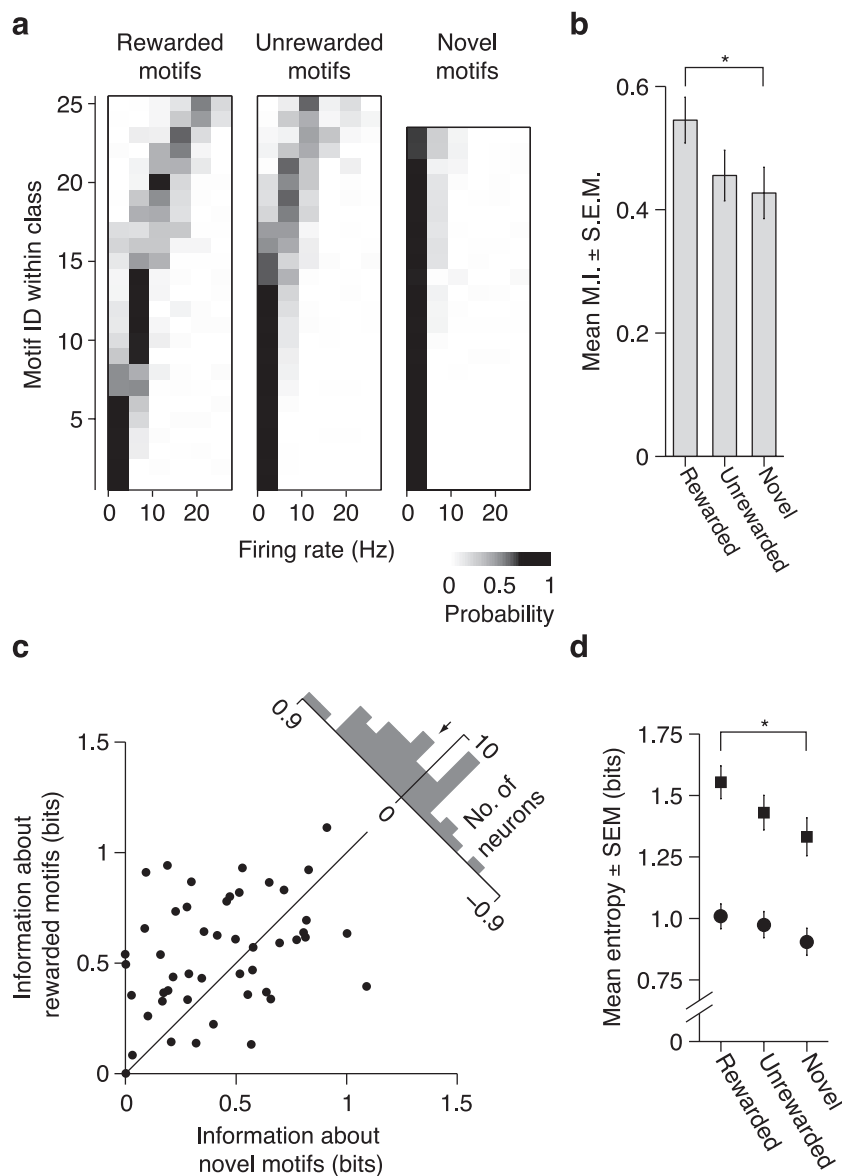 a
Rewarded motifs
Unrewarded motifs
Novel motifs
Motif ID within class
25
20
15
10
5
0 10 20
0 10 20
0 10 20
Firing rate (Hz)
0 0.5 1
Probability
b
*
Mean M.I. ± S.E.M.
0.6
0.4
0.2
0
Rewarded
Unrewarded
Novel
c
Information about
rewarded motifs (bits)
1.5
1
0.5
0
0 0.5 1 1.5
Information about
novel motifs (bits)
0.9
0
−0.9
10
No. of
neurons
d
*
Mean entropy ± SEM (bits)
1.75
1.5
1.25
1.0
0.75
0
Rewarded
Unrewarded
Novel